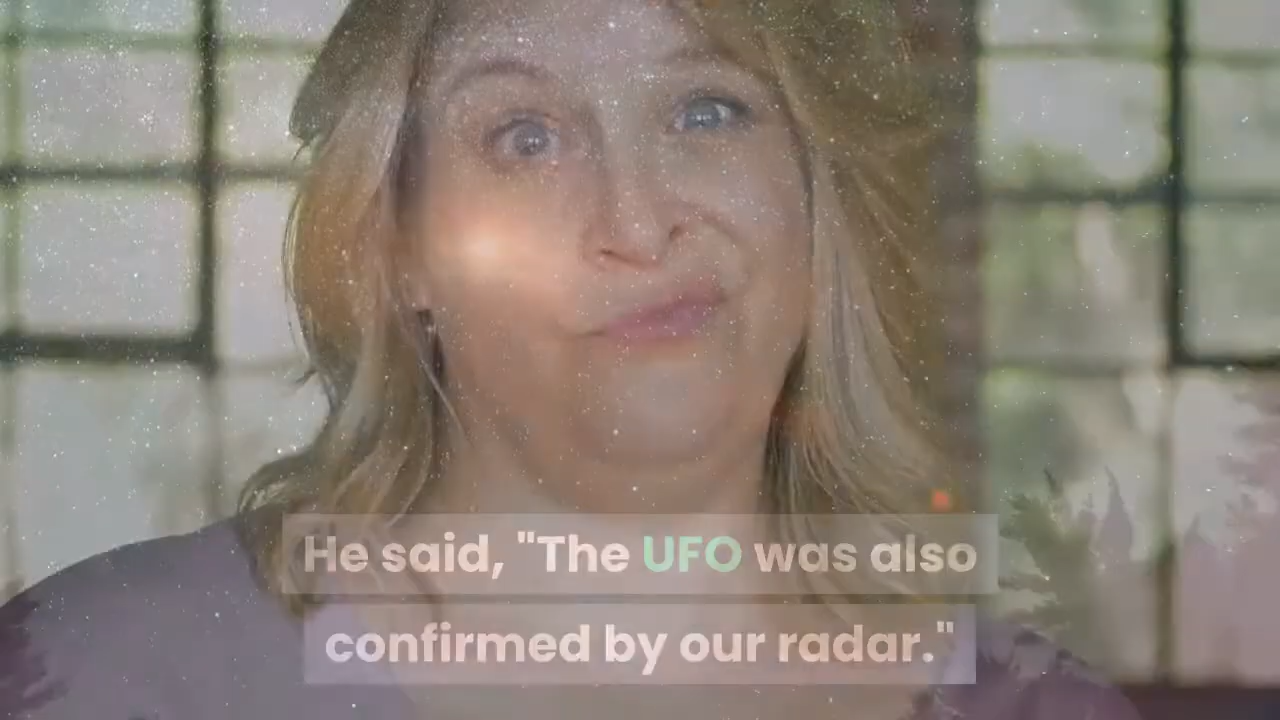 He said, "The UFO was also
confirmed by our radar."